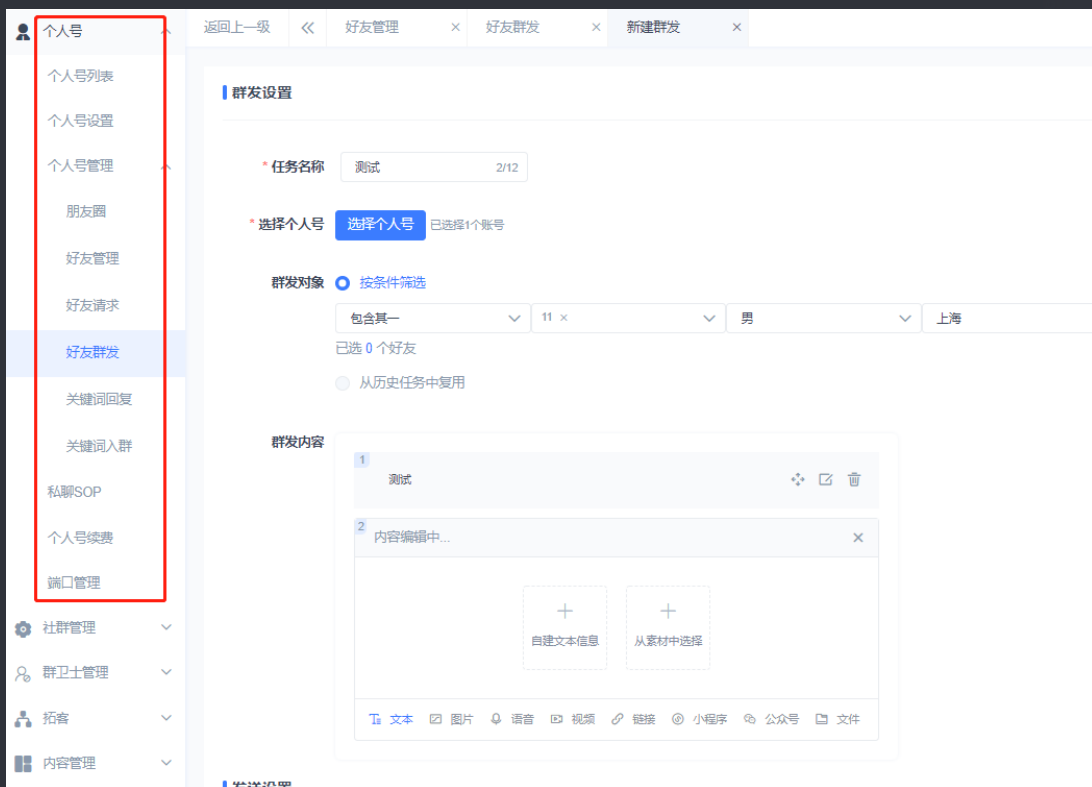 个人号
个人号列表
个人号设置
个人号管理
朋友圈
好友管理
好友请求
好友群发
关键词回复
关键词入群
私聊SOP
个人号续费
端口管理
社群管理
群卫士管理
拓客
内容管理
返回上一级 好友管理 好友群发 新建群发
群发设置
* 任务名称 测试 2/12
* 选择个人号 选择个人号 已选择1个账号
群发对象 按条件筛选
包含其一 11 男 上海
已选 0 个好友
从历史任务中复用
群发内容
1
测试
2
内容编辑中...
自建文本信息 从素材中选择
文本 图片 语音 视频 链接 小程序 公众号 文件
发送设置